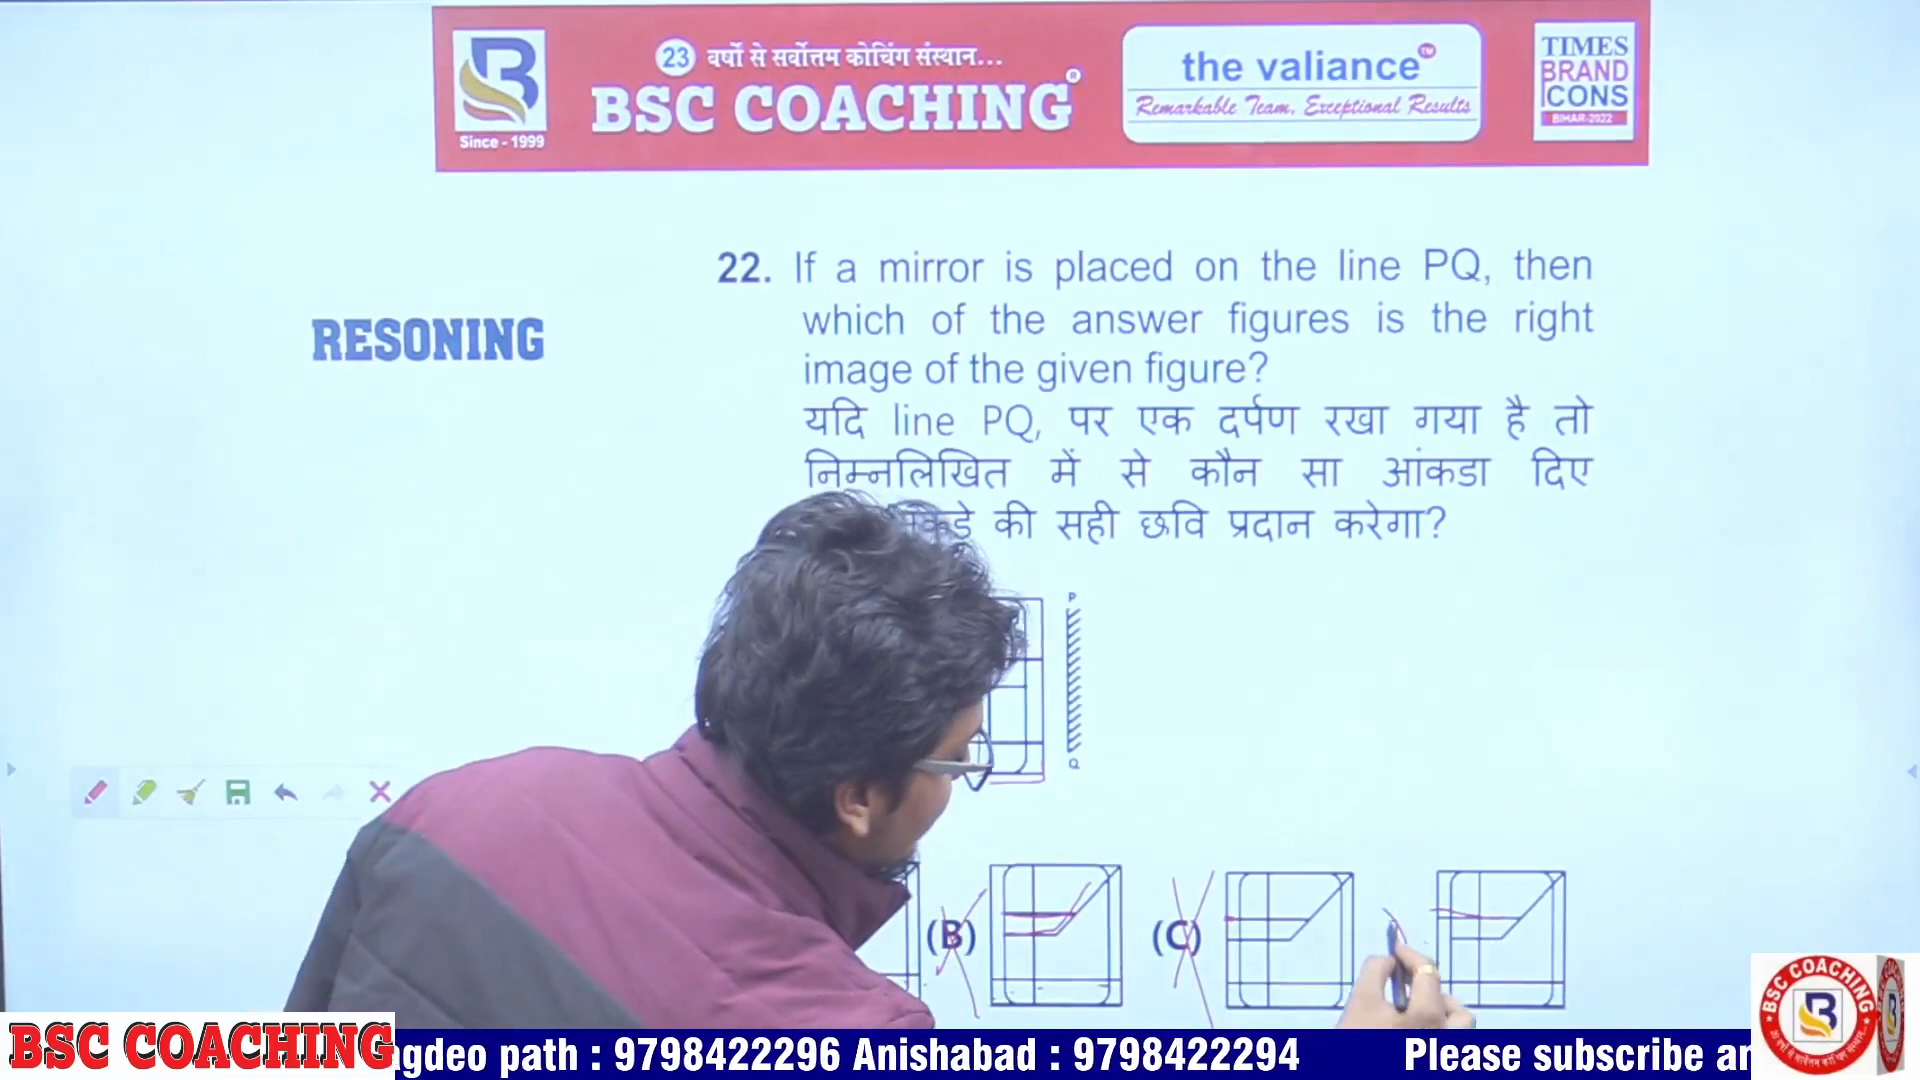 23 वर्षों से सर्वोत्तम कोचिंग संस्थान...
BSC COACHING®
Since - 1999
the valiance™
Remarkable Team, Exceptional Results
TIMES
BRAND
ICONS
BIHAR-2022
RESONING
22. If a mirror is placed on the line PQ, then
which of the answer figures is the right
image of the given figure?
यदि line PQ, पर एक दर्पण रखा गया है तो
निम्नलिखित में से कौन सा आंकडा दिए
की सही छवि प्रदान करेगा?
P
Q
(B)
(C)
BSC COACHING
BSC COACHING
gdeo path : 9798422296 Anishabad : 9798422294
Please subscribe